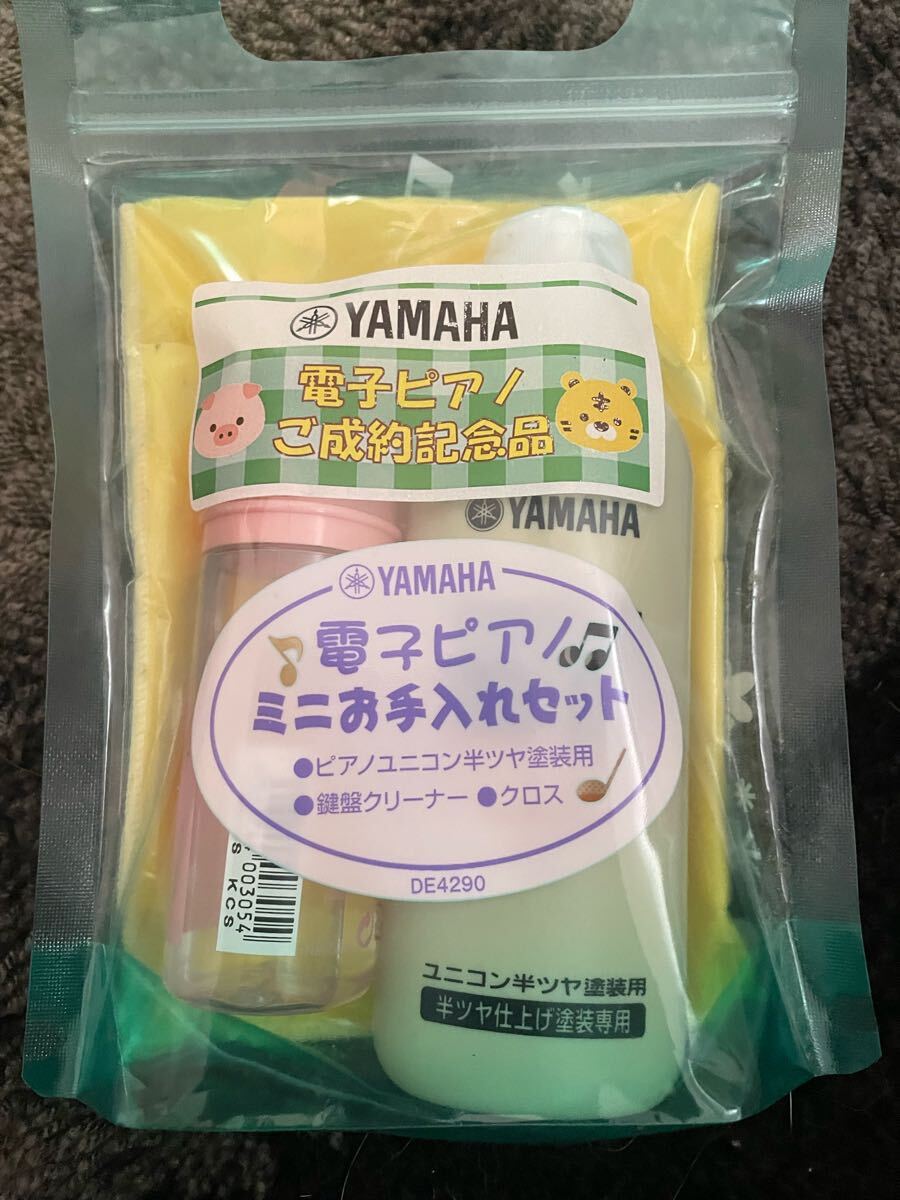 YAMAHA
電子ピアノ
ご成約記念品
YAMAHA
YAMAHA
電子ピアノ
ミニお手入れセット
●ピアノユニコン半ツヤ塗装用
●鍵盤クリーナー ●クロス
DE4290
003054
KCS
ユニコン半ツヤ塗装用
半ツヤ仕上げ塗装専用